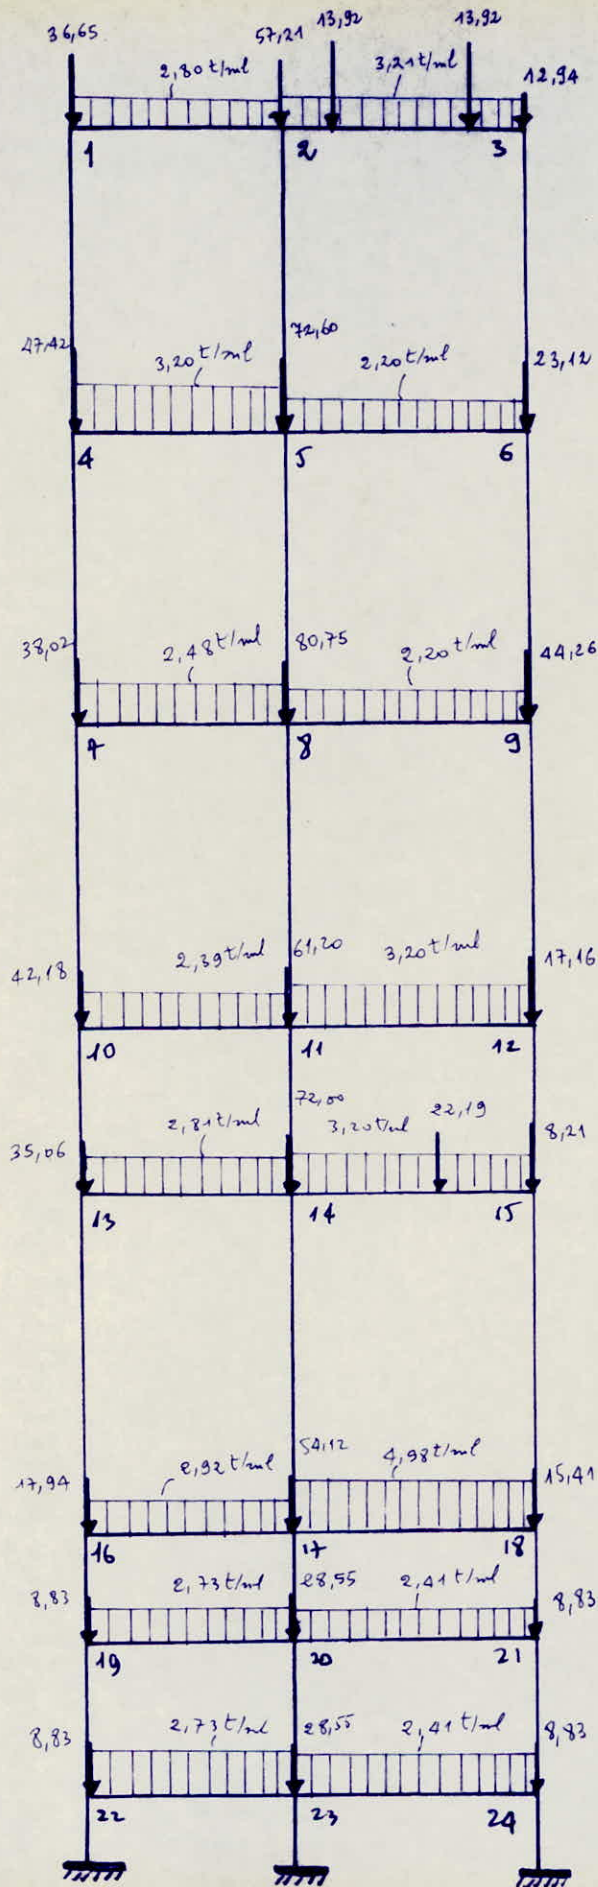 36,65 57,21 13,92 13,92
2,80 t/ml 3,21 t/ml 12,94
1 2 3
47,42 3,20 t/ml 72,60 2,20 t/ml 23,12
4 5 6
38,02 2,48 t/ml 80,75 2,20 t/ml 44,26
7 8 9
42,18 2,39 t/ml 61,20 3,20 t/ml 17,16
10 11 12
72,00 22,19
35,06 2,81 t/ml 3,20 t/ml 8,21
13 14 15
54,12
17,94 2,92 t/ml 4,98 t/ml 15,41
16 17 18
8,83 2,73 t/ml 28,55 2,41 t/ml 8,83
19 20 21
8,83 2,73 t/ml 28,55 2,41 t/ml 8,83
22 23 24